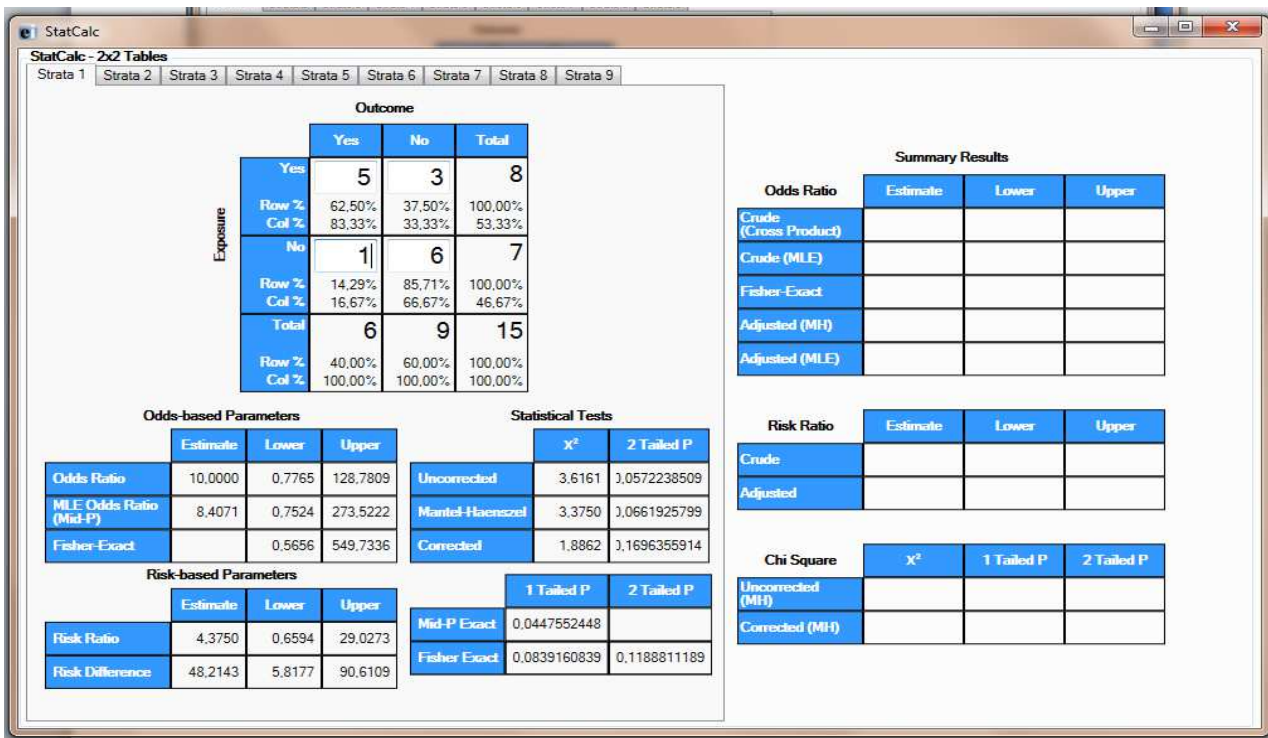 StatCalc
StatCalc - 2x2 Tables
Strata 1 Strata 2 Strata 3 Strata 4 Strata 5 Strata 6 Strata 7 Strata 8 Strata 9
Outcome
Yes No Total
Exposure
Yes 5 3 8
Row % 62,50% 37,50% 100,00%
Col % 83,33% 33,33% 53,33%
No 1 6 7
Row % 14,29% 85,71% 100,00%
Col % 16,67% 66,67% 46,67%
Total 6 9 15
Row % 40,00% 60,00% 100,00%
Col % 100,00% 100,00% 100,00%
Odds-based Parameters
Estimate Lower Upper
Odds Ratio 10,0000 0,7765 128,7809
MLE Odds Ratio
(Mid-P) 8,4071 0,7524 273,5222
Fisher-Exact 0,5656 549,7336
Risk-based Parameters
Estimate Lower Upper
Risk Ratio 4,3750 0,6594 29,0273
Risk Difference 48,2143 5,8177 90,6109
Statistical Tests
X² 2 Tailed P
Uncorrected 3,6161 0,0572238509
Mantel-Haenszel 3,3750 0,0661925799
Corrected 1,8862 0,1696355914
1 Tailed P 2 Tailed P
Mid-P Exact 0,0447552448
Fisher Exact 0,0839160839 0,1188811189
Summary Results
Odds Ratio Estimate Lower Upper
Crude
(Cross Product)
Crude (MLE)
Fisher-Exact
Adjusted (MH)
Adjusted (MLE)
Risk Ratio Estimate Lower Upper
Crude
Adjusted
Chi Square X² 1 Tailed P 2 Tailed P
Uncorrected
(MH)
Corrected (MH)